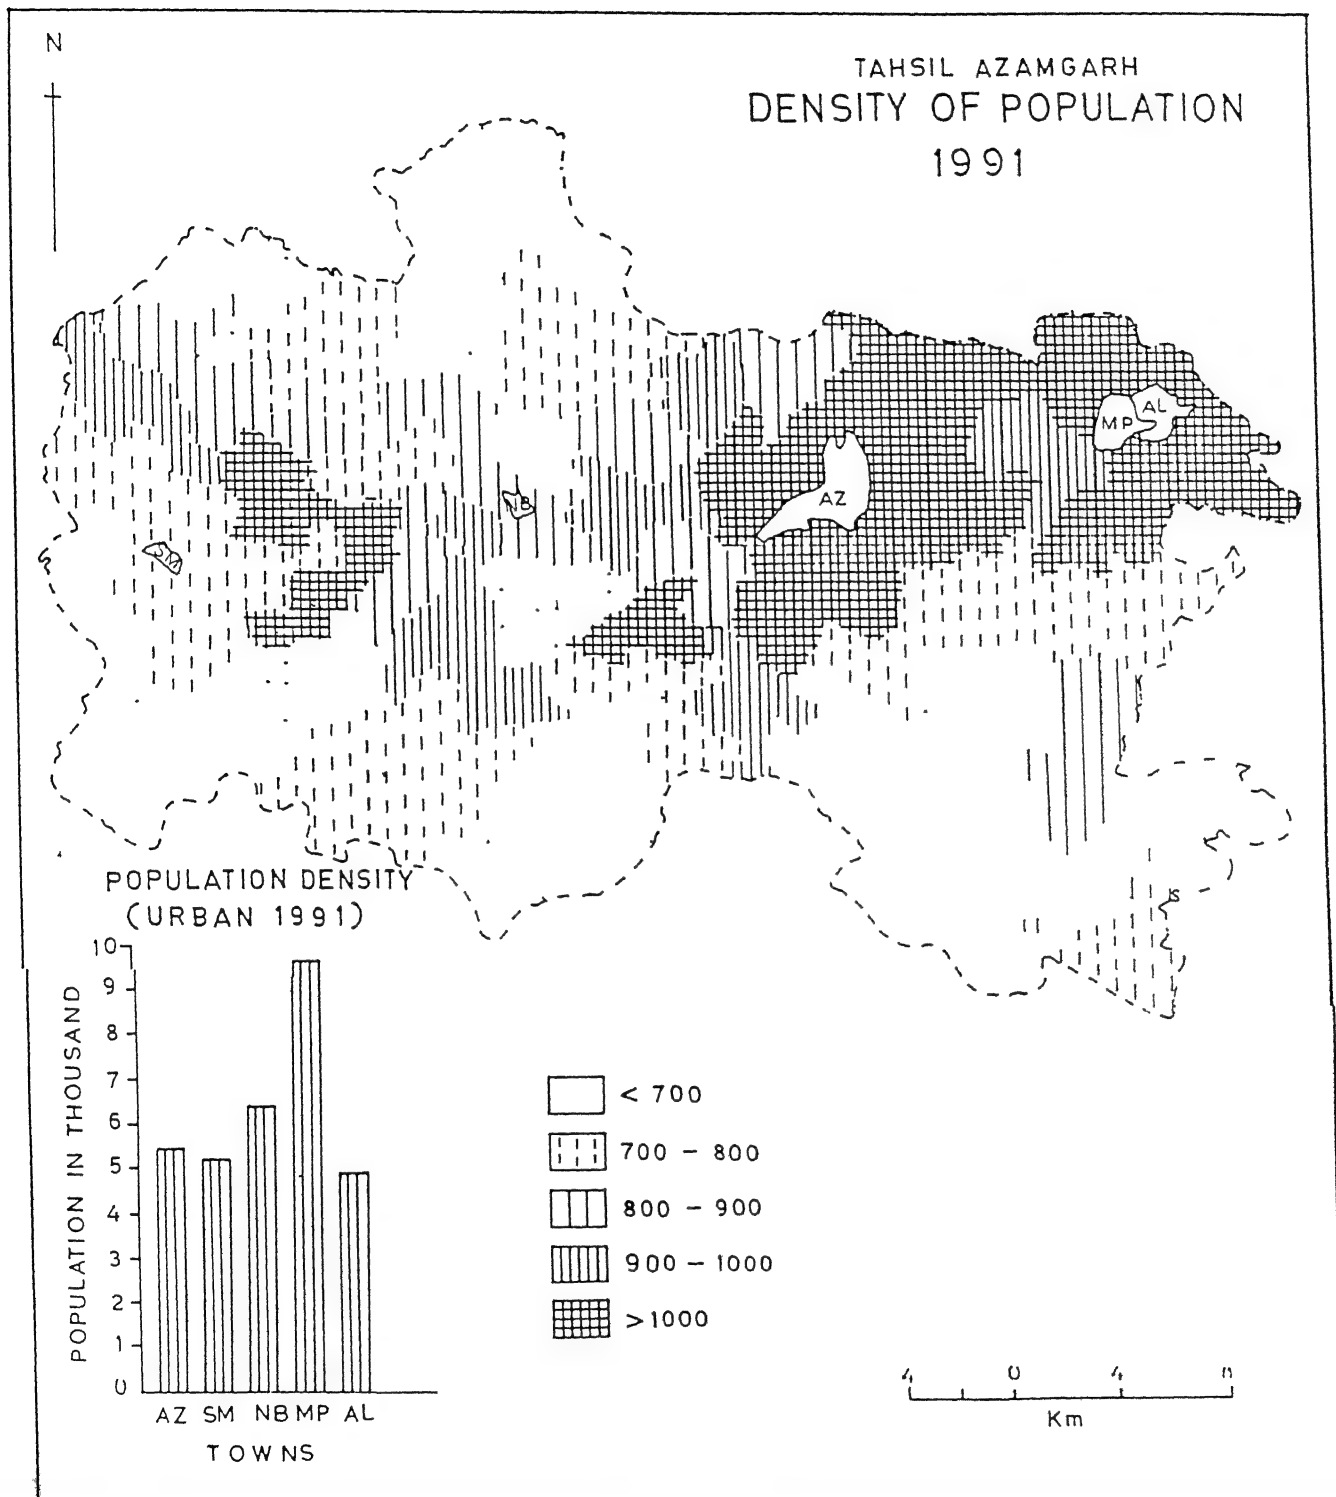 N
TAHSIL AZAMGARH
DENSITY OF POPULATION
1991
AL
MP
AZ
NB
SM
POPULATION DENSITY
(URBAN 1991)
POPULATION IN THOUSAND
10
9
8
7
6
5
4
3
2
1
0
AZ SM NB MP AL
TOWNS
< 700
700 - 800
800 - 900
900 - 1000
>1000
4 0 4
Km